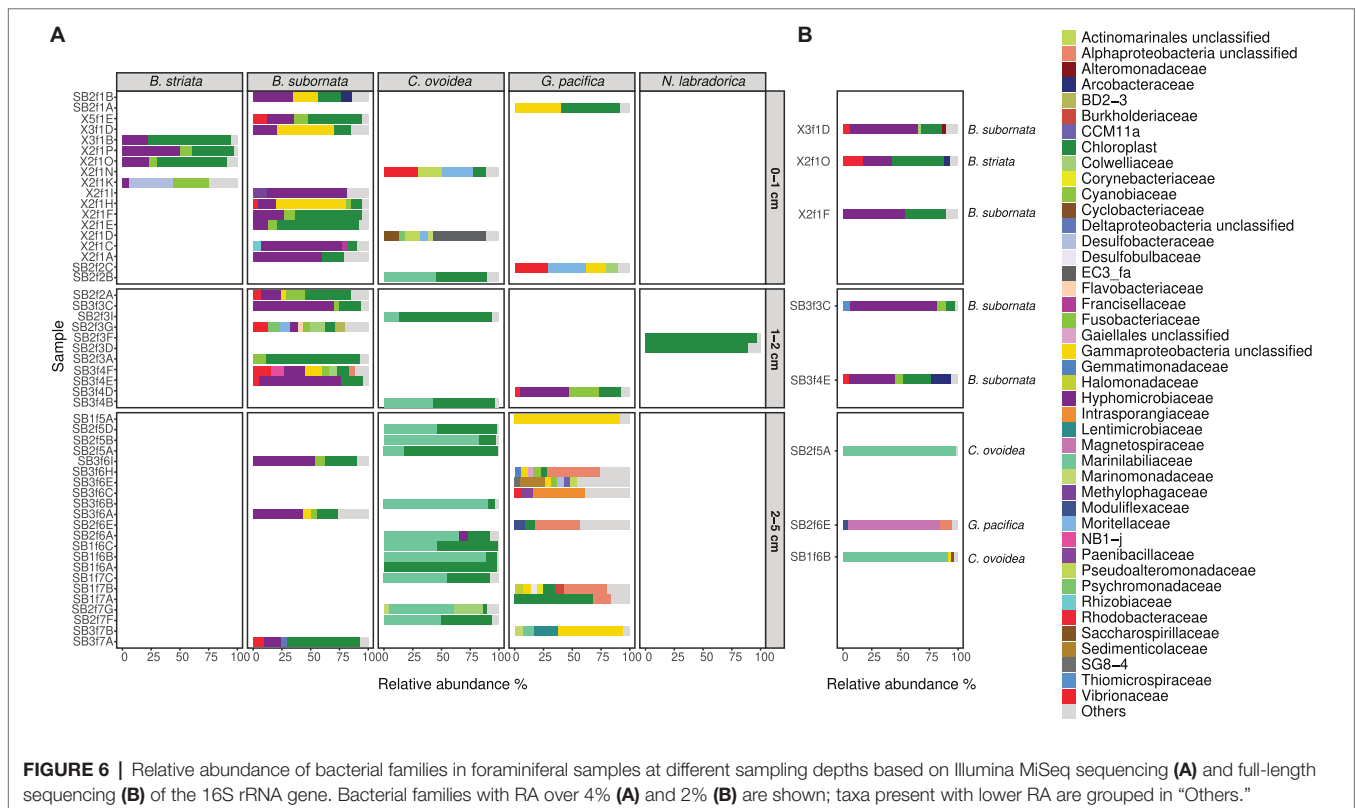 A
B. striata
B. subornata
C. ovoidea
G. pacifica
N. labradorica
Sample
SB2f1B
SB2f1A
X5f1E
X3f1D
X3f1B
X2f1P
X2f1O
X2f1N
X2f1K
X2f1I
X2f1H
X2f1F
X2f1E
X2f1D
X2f1C
X2f1A
SB2f2C
SB2f2B
0–1 cm
SB2f2A
SB3f3C
SB2f3I
SB2f3G
SB2f3F
SB2f3D
SB2f3A
SB3f4F
SB3f4E
SB3f4D
SB3f4B
1–2 cm
SB1f5A
SB2f5D
SB2f5B
SB2f5A
SB3f6I
SB3f6H
SB3f6E
SB3f6C
SB3f6B
SB3f6A
SB2f6E
SB2f6A
SB1f6C
SB1f6B
SB1f6A
SB1f7C
SB1f7B
SB1f7A
SB2f7G
SB2f7F
SB3f7B
SB3f7A
2–5 cm
0 25 50 75 100
0 25 50 75 100
0 25 50 75 100
0 25 50 75 100
0 25 50 75 100
Relative abundance %
B
X3f1D B. subornata
X2f1O B. striata
X2f1F B. subornata
SB3f3C B. subornata
SB3f4E B. subornata
SB2f5A C. ovoidea
SB2f6E G. pacifica
SB1f6B C. ovoidea
0 25 50 75 100
Relative abundance %
Actinomarinales unclassified
Alphaproteobacteria unclassified
Alteromonadaceae
Arcobacteraceae
BD2–3
Burkholderiaceae
CCM11a
Chloroplast
Colwelliaceae
Corynebacteriaceae
Cyanobiaceae
Cyclobacteriaceae
Deltaproteobacteria unclassified
Desulfobacteraceae
Desulfobulbaceae
EC3_fa
Flavobacteriaceae
Francisellaceae
Fusobacteriaceae
Gaiellales unclassified
Gammaproteobacteria unclassified
Gemmatimonadaceae
Halomonadaceae
Hyphomicrobiaceae
Intrasporangiaceae
Lentimicrobiaceae
Magnetospiraceae
Marinilabiliaceae
Marinomonadaceae
Methylophagaceae
Moduliflexaceae
Moritellaceae
NB1–j
Paenibacillaceae
Pseudoalteromonadaceae
Psychromonadaceae
Rhizobiaceae
Rhodobacteraceae
Saccharospirillaceae
Sedimenticolaceae
SG8–4
Thiomicrospiraceae
Vibrionaceae
Others
FIGURE 6 | Relative abundance of bacterial families in foraminiferal samples at different sampling depths based on Illumina MiSeq sequencing (A) and full-length
sequencing (B) of the 16S rRNA gene. Bacterial families with RA over 4% (A) and 2% (B) are shown; taxa present with lower RA are grouped in “Others.”